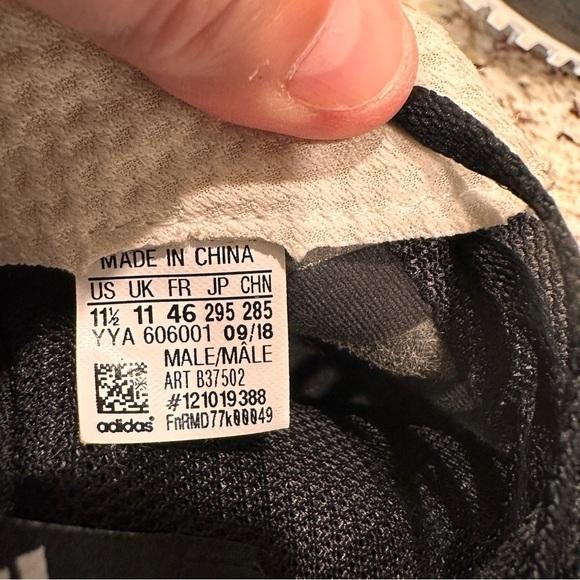 MADE IN CHINA
US UK FR JP CHN
11½ 11 46 295 285
YYA 606001 09/18
MALE/MÂLE
ART B37502
#121019388
adidas FnRMD77k00049